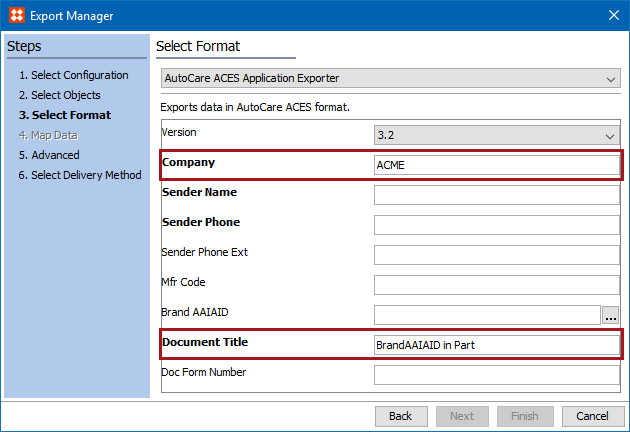 Export Manager
Steps
1. Select Configuration
2. Select Objects
3. Select Format
4. Map Data
5. Advanced
6. Select Delivery Method
Select Format
AutoCare ACES Application Exporter
Exports data in AutoCare ACES format.
Version 3.2
Company ACME
Sender Name
Sender Phone
Sender Phone Ext
Mfr Code
Brand AAIAID ...
Document Title BrandAAIAID in Part
Doc Form Number
Back Next Finish Cancel